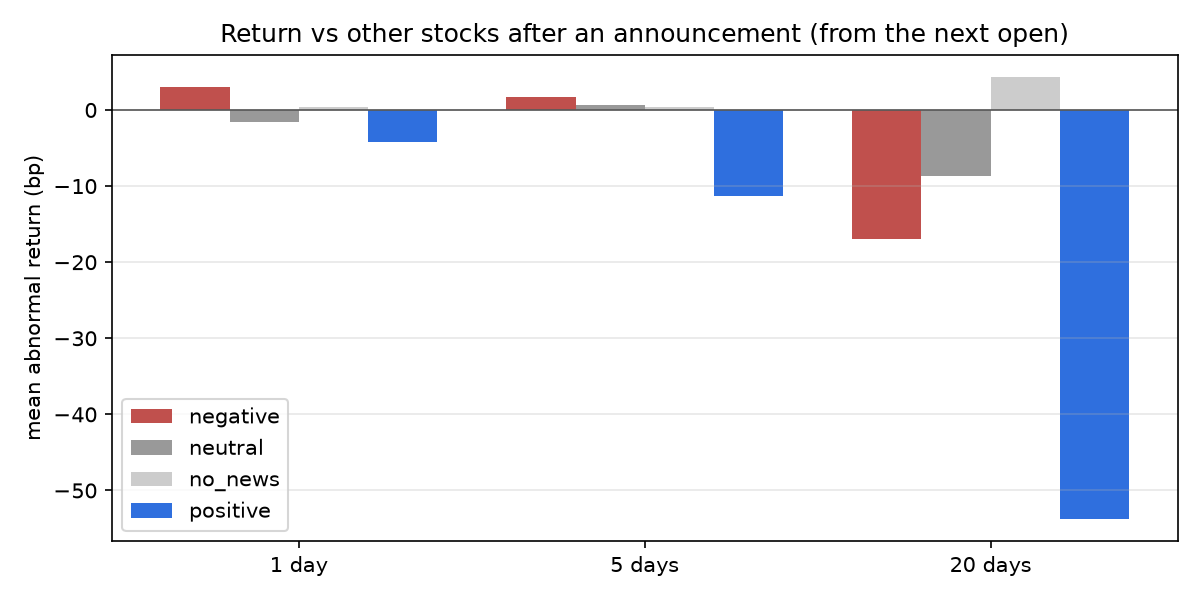 Return vs other stocks after an announcement (from the next open)
mean abnormal return (bp)
0
−10
−20
−30
−40
−50
negative
neutral
no_news
positive
1 day
5 days
20 days